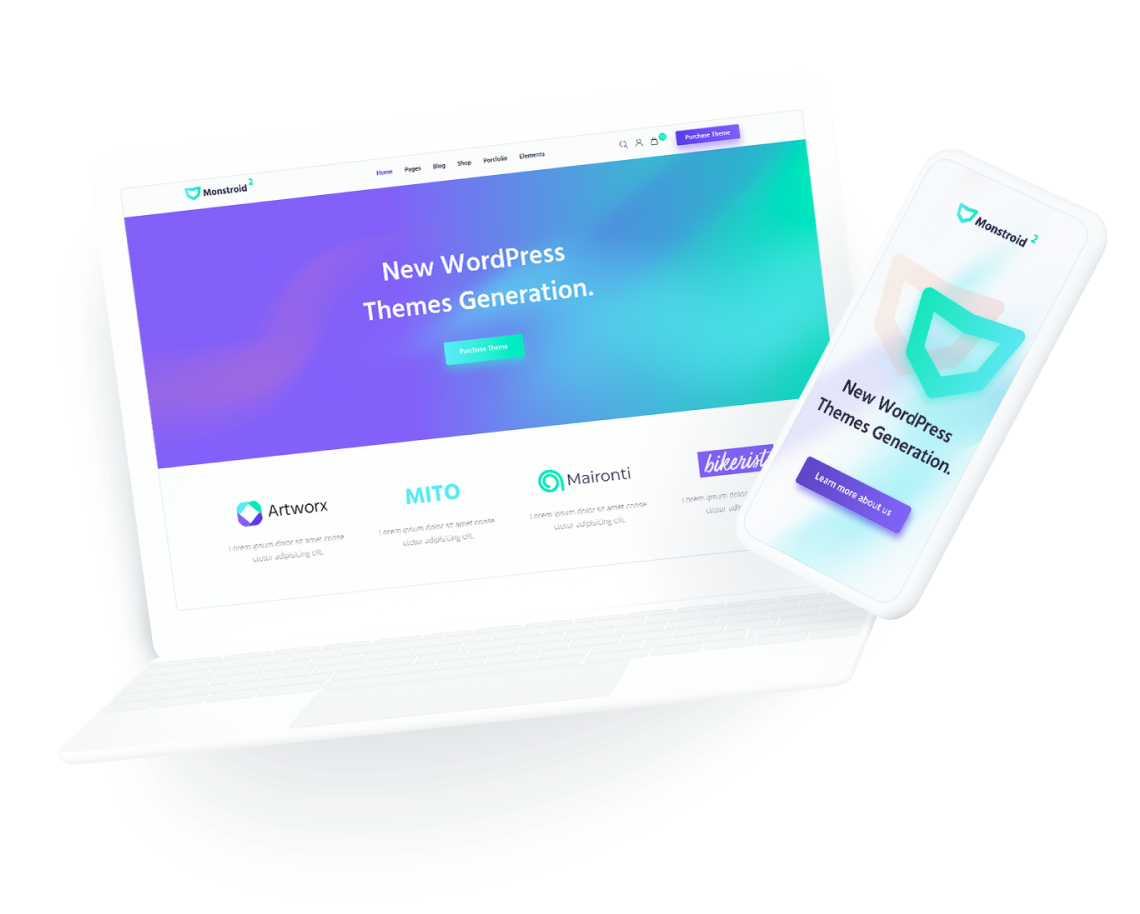 Monstroid 2
Home Pages Blog Shop Portfolio Elements
Purchase Theme
New WordPress
Themes Generation.
Purchase Theme
Artworx
Lorem ipsum dolor sit amet conse
ctetur adipisicing elit.
MITO
Lorem ipsum dolor sit amet conse
ctetur adipisicing elit.
Maironti
Lorem ipsum dolor sit amet conse
ctetur adipisicing elit.
bikerist
Lorem ipsum dolor
Monstroid 2
New WordPress
Themes Generation.
Learn more about us